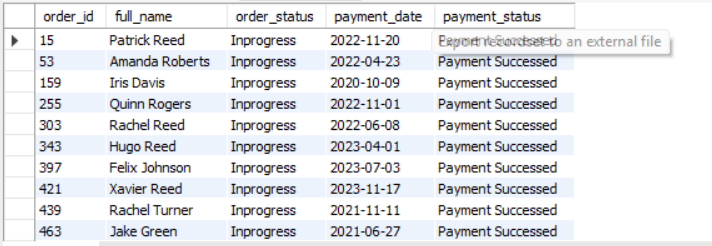 order_id full_name order_status payment_date payment_status
15 Patrick Reed Inprogress 2022-11-20 Payment Successed
Export recordset to an external file
53 Amanda Roberts Inprogress 2022-04-23 Payment Successed
159 Iris Davis Inprogress 2020-10-09 Payment Successed
255 Quinn Rogers Inprogress 2022-11-01 Payment Successed
303 Rachel Reed Inprogress 2022-06-08 Payment Successed
343 Hugo Reed Inprogress 2023-04-01 Payment Successed
397 Felix Johnson Inprogress 2023-07-03 Payment Successed
421 Xavier Reed Inprogress 2023-11-17 Payment Successed
439 Rachel Turner Inprogress 2021-11-11 Payment Successed
463 Jake Green Inprogress 2021-06-27 Payment Successed